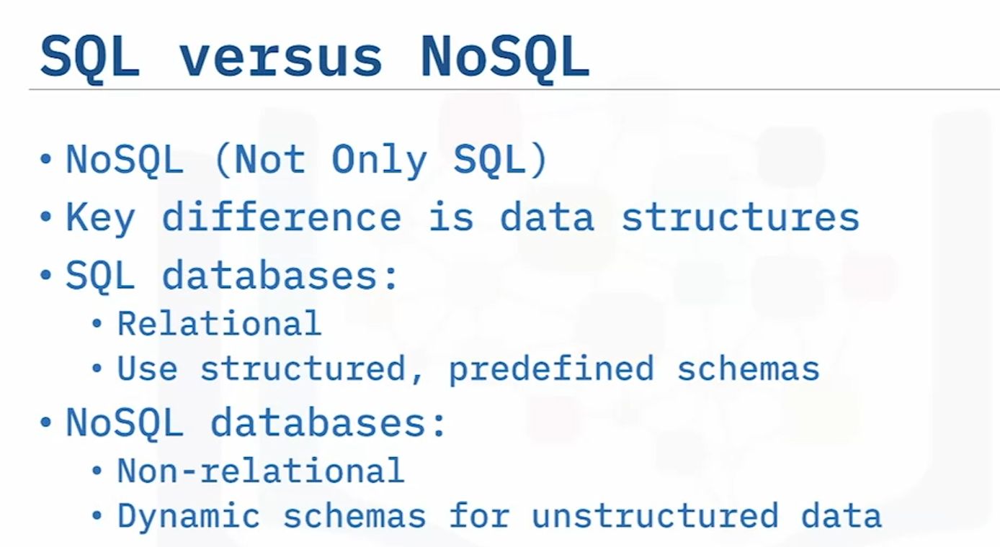 SQL versus NoSQL
• NoSQL (Not Only SQL)
• Key difference is data structures
• SQL databases:
• Relational
• Use structured, predefined schemas
• NoSQL databases:
• Non-relational
• Dynamic schemas for unstructured data